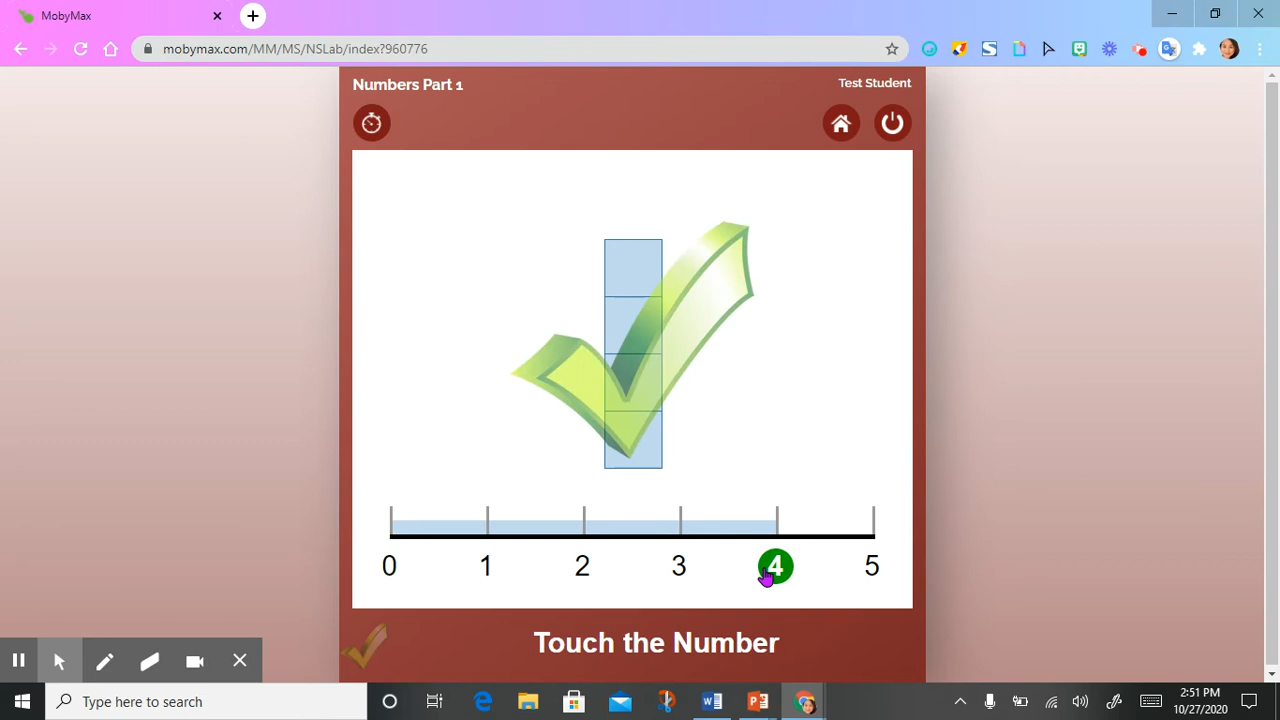 MobyMax
mobymax.com/MM/MS/NSLab/index?960776
Numbers Part 1
Test Student
0 1 2 3 4 5
Touch the Number
Type here to search
2:51 PM
10/27/2020